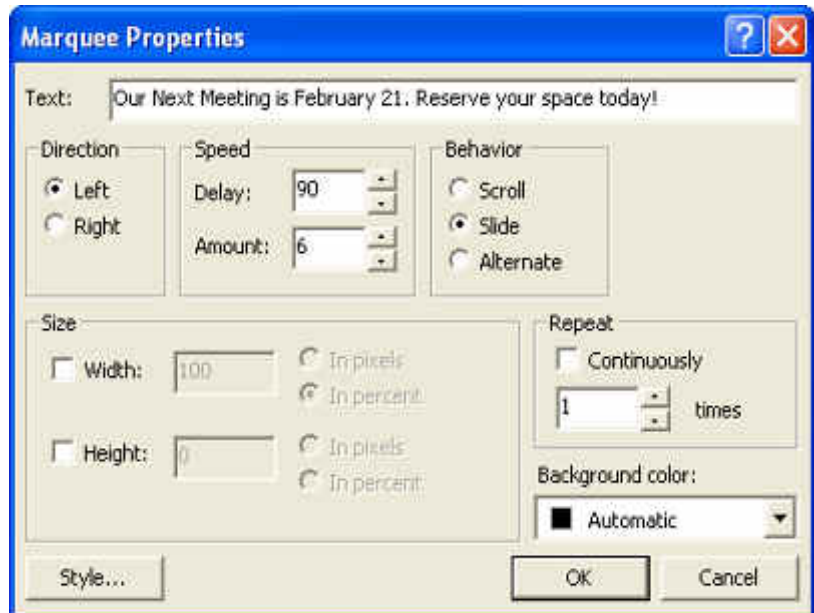 Marquee Properties
Text: Our Next Meeting is February 21. Reserve your space today!
Direction
Left
Right
Speed
Delay: 90
Amount: 6
Behavior
Scroll
Slide
Alternate
Size
Width: 100
In pixels
In percent
Height: 0
In pixels
In percent
Repeat
Continuously
1 times
Background color:
Automatic
Style...
OK
Cancel